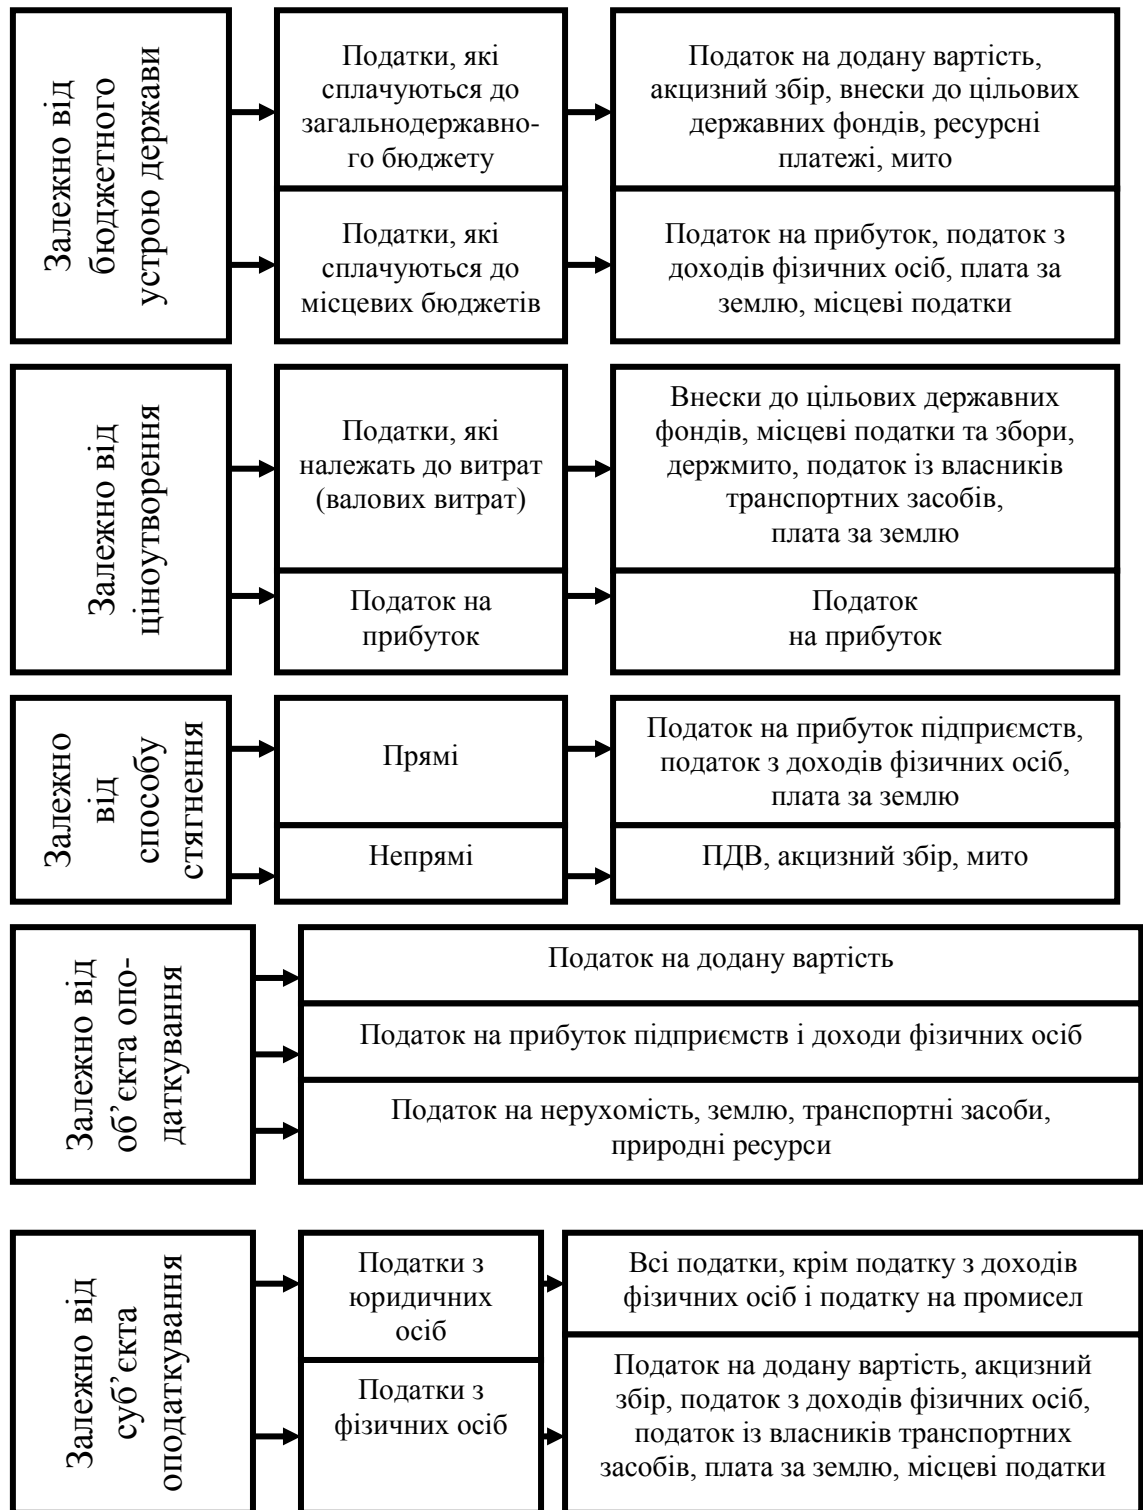 Залежно від
бюджетного
устрою держави
Податки, які
сплачуються до
загальнодержавно-
го бюджету
Податок на додану вартість,
акцизний збір, внески до цільових
державних фондів, ресурсні
платежі, мито
Податки, які
сплачуються до
місцевих бюджетів
Податок на прибуток, податок з
доходів фізичних осіб, плата за
землю, місцеві податки
Залежно від
ціноутворення
Податки, які
належать до витрат
(валових витрат)
Внески до цільових державних
фондів, місцеві податки та збори,
держмито, податок із власників
транспортних засобів,
плата за землю
Податок на
прибуток
Податок
на прибуток
Залежно
від
способу
стягнення
Прямі
Податок на прибуток підприємств,
податок з доходів фізичних осіб,
плата за землю
Непрямі
ПДВ, акцизний збір, мито
Залежно від
об’єкта опо-
даткування
Податок на додану вартість
Податок на прибуток підприємств і доходи фізичних осіб
Податок на нерухомість, землю, транспортні засоби,
природні ресурси
Залежно від
суб’єкта
оподаткування
Податки з
юридичних
осіб
Всі податки, крім податку з доходів
фізичних осіб і податку на промисел
Податки з
фізичних осіб
Податок на додану вартість, акцизний
збір, податок з доходів фізичних осіб,
податок із власників транспортних
засобів, плата за землю, місцеві податки